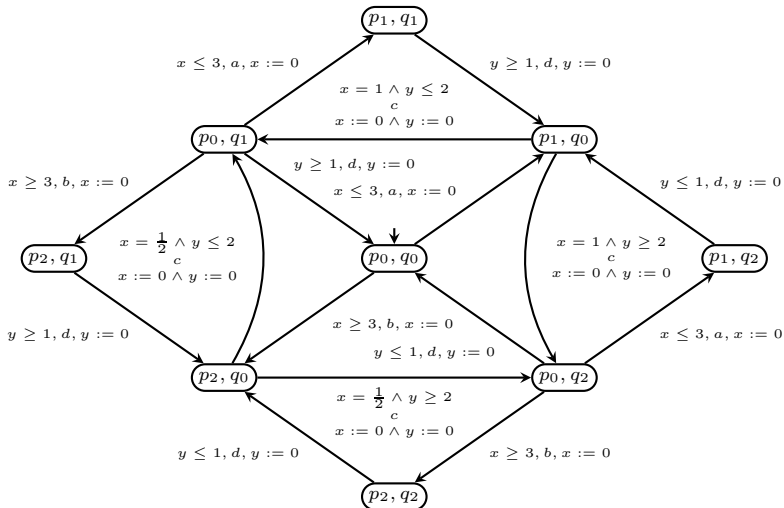 p₁, q₁
x ≤ 3, a, x := 0
y ≥ 1, d, y := 0
x = 1 ∧ y ≤ 2
c
x := 0 ∧ y := 0
p₀, q₁
p₁, q₀
y ≥ 1, d, y := 0
x ≥ 3, b, x := 0
y ≤ 1, d, y := 0
x ≤ 3, a, x := 0
x = 1/2 ∧ y ≤ 2
c
x := 0 ∧ y := 0
x = 1 ∧ y ≥ 2
c
x := 0 ∧ y := 0
p₂, q₁
p₀, q₀
p₁, q₂
x ≥ 3, b, x := 0
y ≥ 1, d, y := 0
x ≤ 3, a, x := 0
y ≤ 1, d, y := 0
p₂, q₀
p₀, q₂
x = 1/2 ∧ y ≥ 2
c
x := 0 ∧ y := 0
y ≤ 1, d, y := 0
x ≥ 3, b, x := 0
p₂, q₂